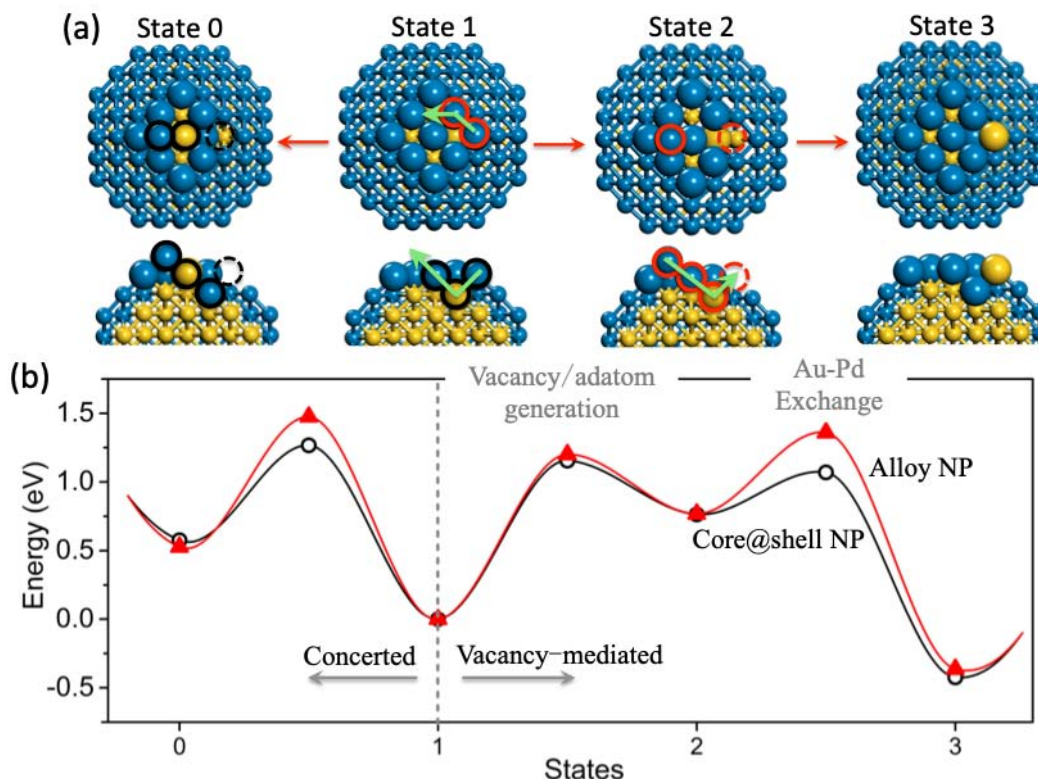 (a)
State 0
State 1
State 2
State 3
(b)
Energy (eV)
1.5
1.0
0.5
0.0
-0.5
Vacancy/adatom
generation
Au-Pd
Exchange
Alloy NP
Core@shell NP
Concerted
Vacancy−mediated
0
1
2
3
States